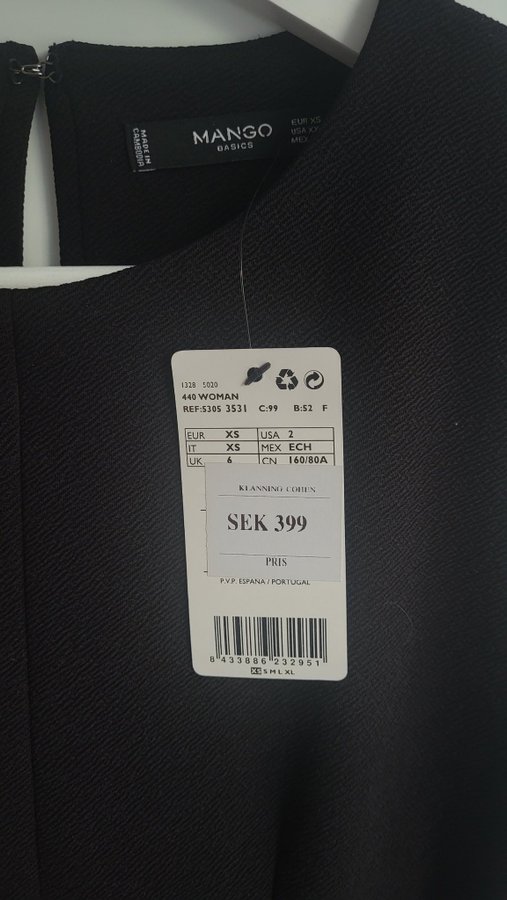 MADE IN
CAMBODIA
MANGO
BASICS
EUR XS
USA
MEX
1328 5020
440 WOMAN
REF:5305 3531 C:99 B:52 F
EUR XS USA 2
IT XS MEX ECH
UK 6 CN 160/80A
KLANNING COHEN
SEK 399
PRIS
P.V.P. ESPANA / PORTUGAL
8 433886 232951
XS S M L XL